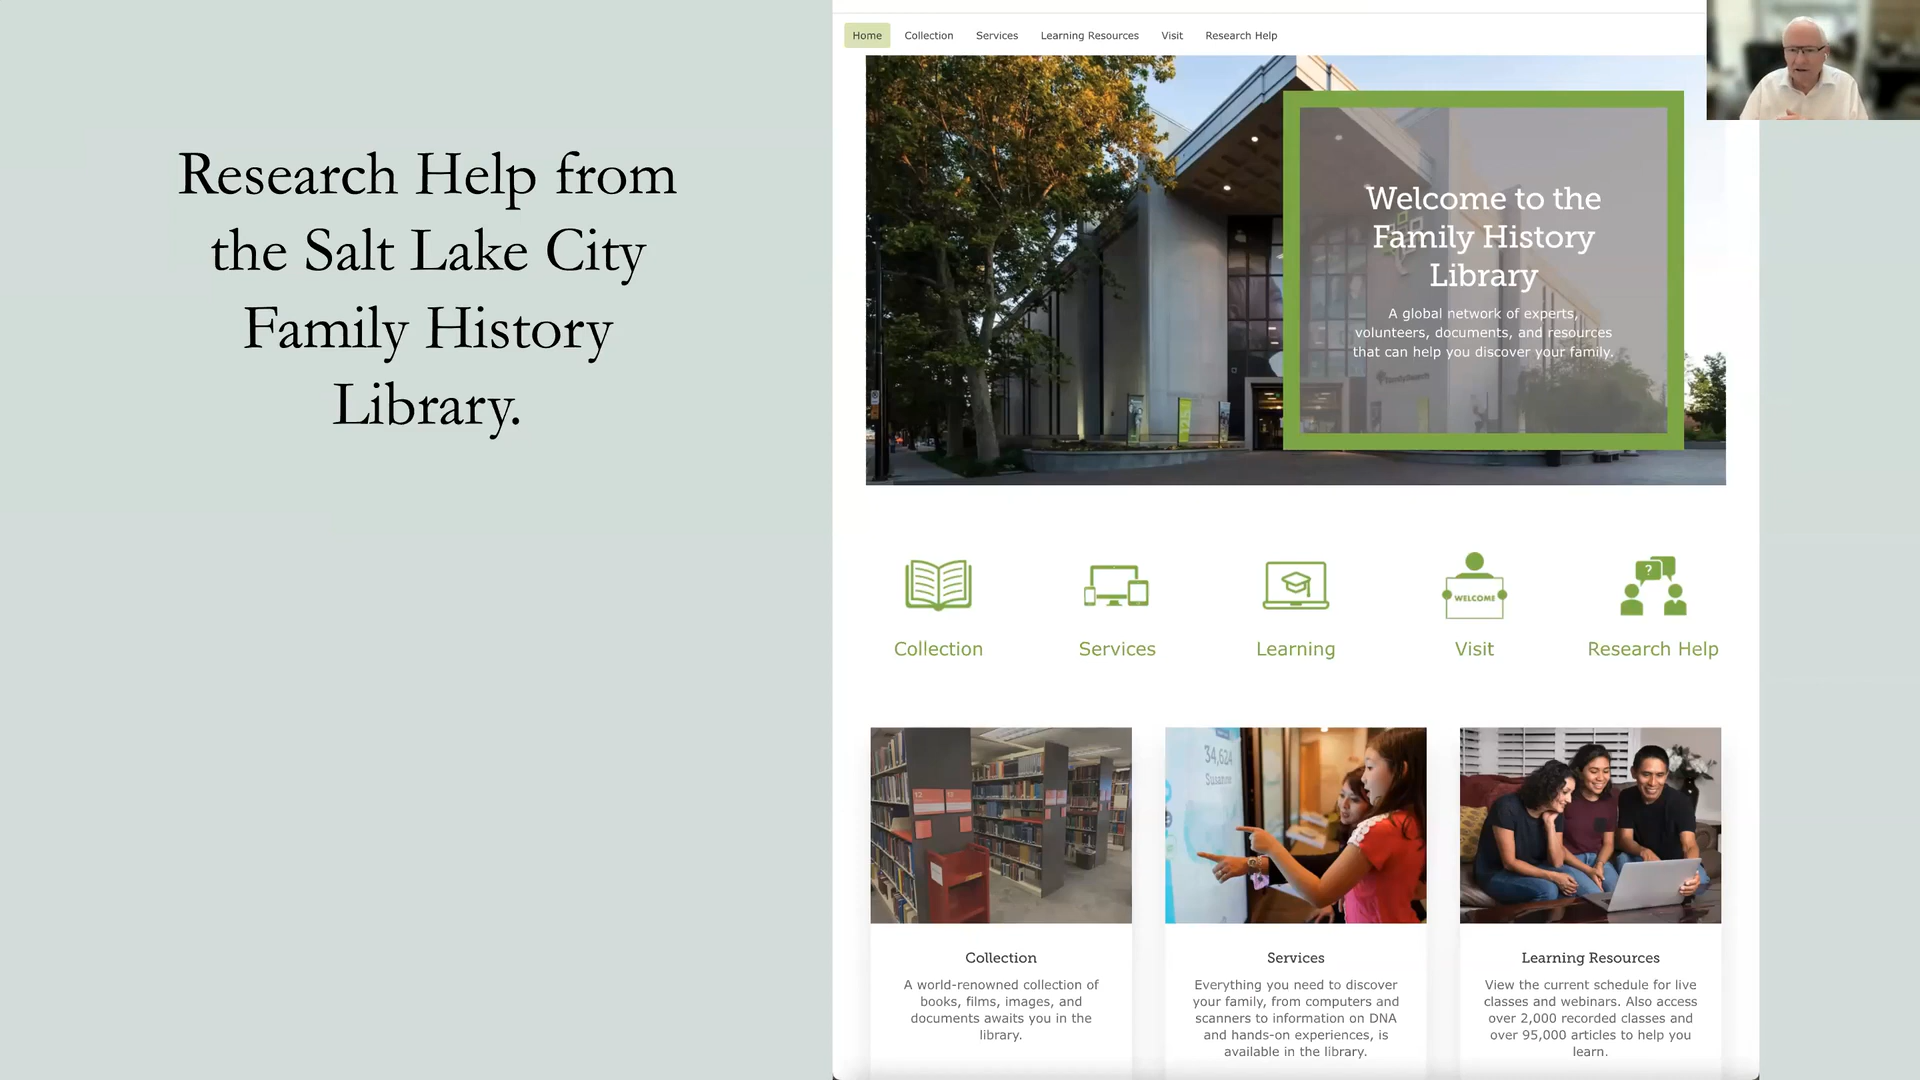 Research Help from
the Salt Lake City
Family History
Library.
Home Collection Services Learning Resources Visit Research Help
Welcome to the
Family History
Library
A global network of experts,
volunteers, documents, and resources
that can help you discover your family.
WELCOME
?
Collection Services Learning Visit Research Help
34,624
Susanne
Collection
A world-renowned collection of
books, films, images, and
documents awaits you in the
library.
Services
Everything you need to discover
your family, from computers and
scanners to information on DNA
and hands-on experiences, is
available in the library.
Learning Resources
View the current schedule for live
classes and webinars. Also access
over 2,000 recorded classes and
over 95,000 articles to help you
learn.